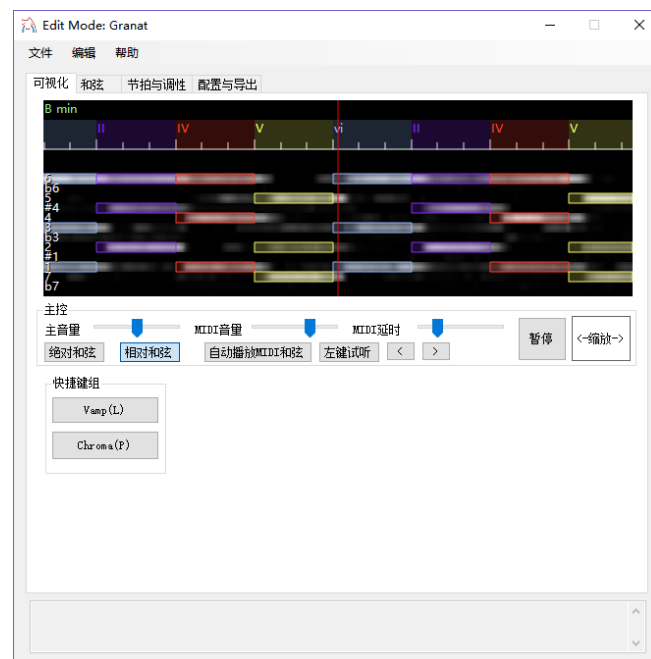 Edit Mode: Granat
文件 编辑 帮助
可视化 和弦 节拍与调性 配置与导出
B min
II IV V vi II IV V
6
b6
5
#4
4
3
b3
2
#1
1
7
b7
主控
主音量 MIDI音量 MIDI延时
绝对和弦 相对和弦 自动播放MIDI和弦 左键试听 < > 暂停 <-缩放->
快捷键组
Vamp(L)
Chroma(P)